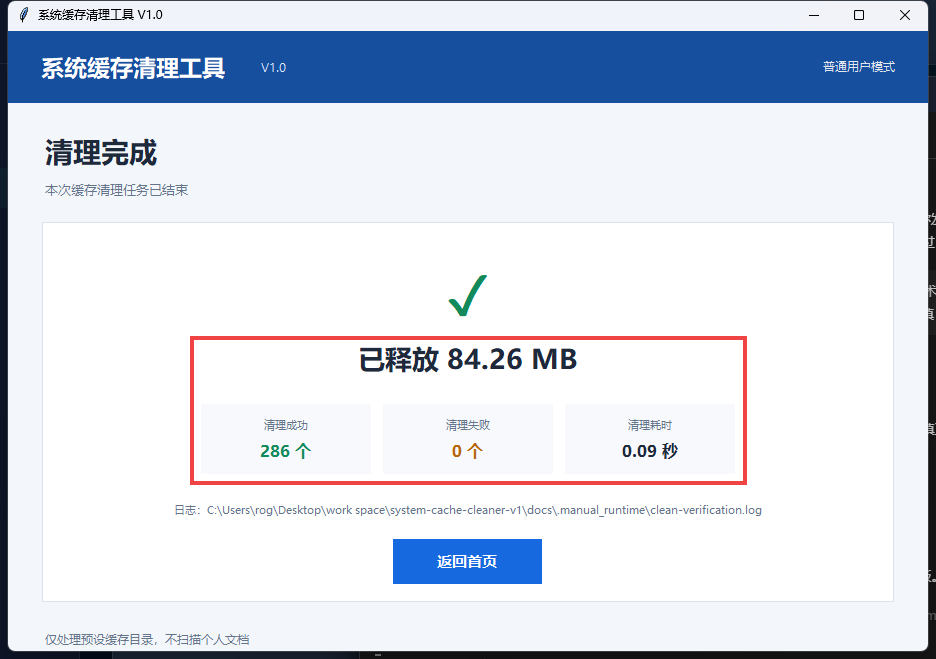 系统缓存清理工具 V1.0
系统缓存清理工具 V1.0 普通用户模式
清理完成
本次缓存清理任务已结束
已释放 84.26 MB
清理成功 清理失败 清理耗时
286 个 0 个 0.09 秒
日志：C:\Users\rog\Desktop\work space\system-cache-cleaner-v1\docs\.manual_runtime\clean-verification.log
返回首页
仅处理预设缓存目录，不扫描个人文档